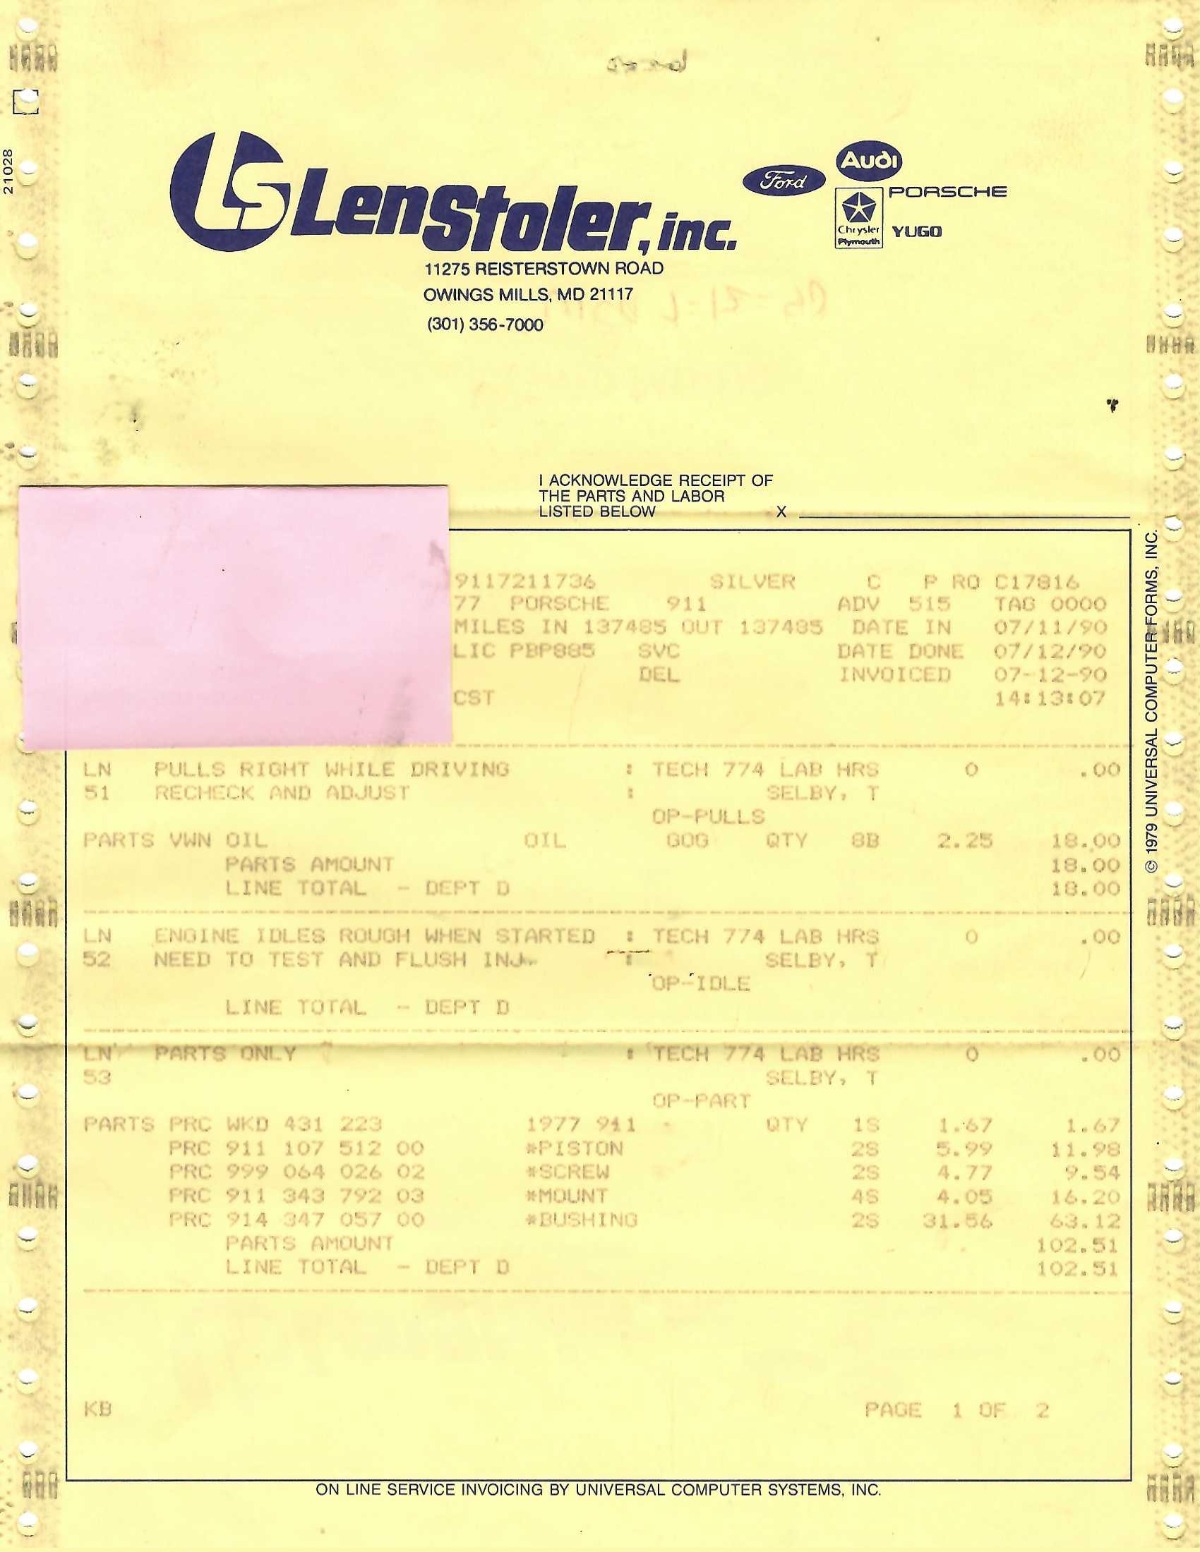 21028
LS LenStoler, inc.
Ford
Audi
PORSCHE
Chrysler
Plymouth
YUGO
11275 REISTERSTOWN ROAD
OWINGS MILLS, MD 21117
(301) 356-7000
I ACKNOWLEDGE RECEIPT OF
THE PARTS AND LABOR
LISTED BELOW X
9117211736 SILVER C P RO C17816
77 PORSCHE 911 ADV 515 TAG 0000
MILES IN 137485 OUT 137485 DATE IN 07/11/90
LIC PBP885 SVC DATE DONE 07/12/90
DEL INVOICED 07-12-90
CST 14:13:07
LN PULLS RIGHT WHILE DRIVING : TECH 774 LAB HRS 0 .00
51 RECHECK AND ADJUST : SELBY, T
OP-PULLS
PARTS VWN OIL OIL GOG QTY 8B 2.25 18.00
PARTS AMOUNT 18.00
LINE TOTAL - DEPT D 18.00
LN ENGINE IDLES ROUGH WHEN STARTED : TECH 774 LAB HRS 0 .00
52 NEED TO TEST AND FLUSH INJ. : SELBY, T
OP-IDLE
LINE TOTAL - DEPT D
LN PARTS ONLY : TECH 774 LAB HRS 0 .00
53 SELBY, T
OP-PART
PARTS PRC WKD 431 223 1977 911 QTY 1S 1.67 1.67
PRC 911 107 512 00 *PISTON 2S 5.99 11.98
PRC 999 064 026 02 *SCREW 2S 4.77 9.54
PRC 911 343 792 03 *MOUNT 4S 4.05 16.20
PRC 914 347 057 00 *BUSHING 2S 31.56 63.12
PARTS AMOUNT 102.51
LINE TOTAL - DEPT D 102.51
KB PAGE 1 OF 2
ON LINE SERVICE INVOICING BY UNIVERSAL COMPUTER SYSTEMS, INC.
© 1979 UNIVERSAL COMPUTER FORMS, INC.